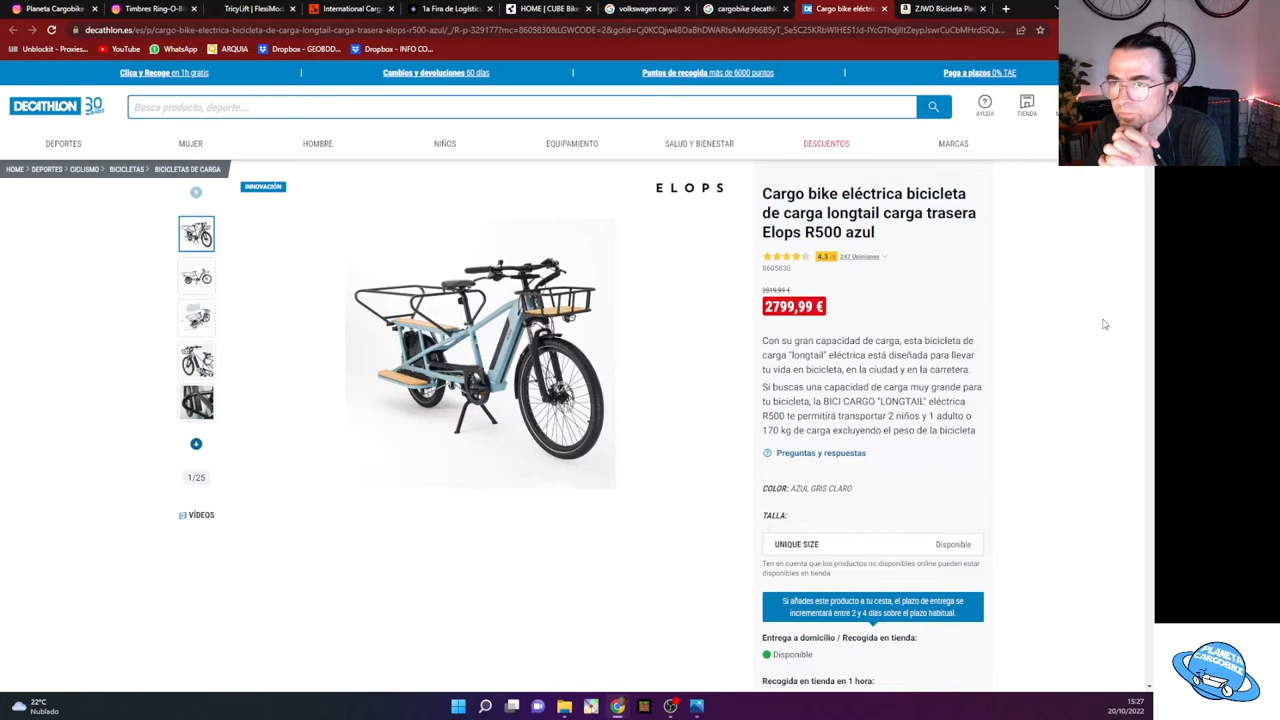 Planeta Cargobike
Timbres Ring-O-B
TricyLift | FlexiMod
International Carg
1a Fira de Logística
HOME | CUBE Bik
volkswagen cargo
cargobike decath
Cargo bike eléctric
ZJWD Bicicleta Ple
decathlon.es/es/p/cargo-bike-electrica-bicicleta-de-carga-longtail-carga-trasera-elops-r500-azul/_/R-p-329177?mc=8605830&LGWCODE=2&gclid=
Unblockit - Proxies...
YouTube
WhatsApp
ARQUIA
Dropbox - GEOBDD...
Dropbox - INFO CO...
Clica y Recoge en 1h gratis
Cambios y devoluciones 60 días
Puntos de recogida más de 6000 puntos
Pago a plazos 0% TAE
DECATHLON
30
Busca producto, deporte...
AYUDA
TIENDA
DEPORTES
MUJER
HOMBRE
NIÑOS
EQUIPAMIENTO
SALUD Y BIENESTAR
DESCUENTOS
MARCAS
HOME > DEPORTES > CICLISMO > BICICLETAS > BICICLETAS DE CARGA
INNOVACIÓN
ELOPS
Cargo bike eléctrica bicicleta
de carga longtail carga trasera
Elops R500 azul
4.3 /5
247 Opiniones
8605830
2819,99 €
2799,99 €
Con su gran capacidad de carga, esta bicicleta de
carga "longtail" eléctrica está diseñada para llevar
tu vida en bicicleta, en la ciudad y en la carretera.
Si buscas una capacidad de carga muy grande para
tu bicicleta, la BICI CARGO "LONGTAIL" eléctrica
R500 te permitirá transportar 2 niños y 1 adulto o
170 kg de carga excluyendo el peso de la bicicleta
Preguntas y respuestas
1/25
VÍDEOS
COLOR: AZUL GRIS CLARO
TALLA:
UNIQUE SIZE
Disponible
Ten en cuenta que los productos no disponibles online pueden estar
disponibles en tienda
Si añades este producto a tu cesta, el plazo de entrega se
incrementará entre 2 y 4 días sobre el plazo habitual.
Entrega a domicilio / Recogida en tienda:
Disponible
Recogida en tienda en 1 hora:
PLANETA
CARGOBIKE
22°C
Nublado
15:27
20/10/2022